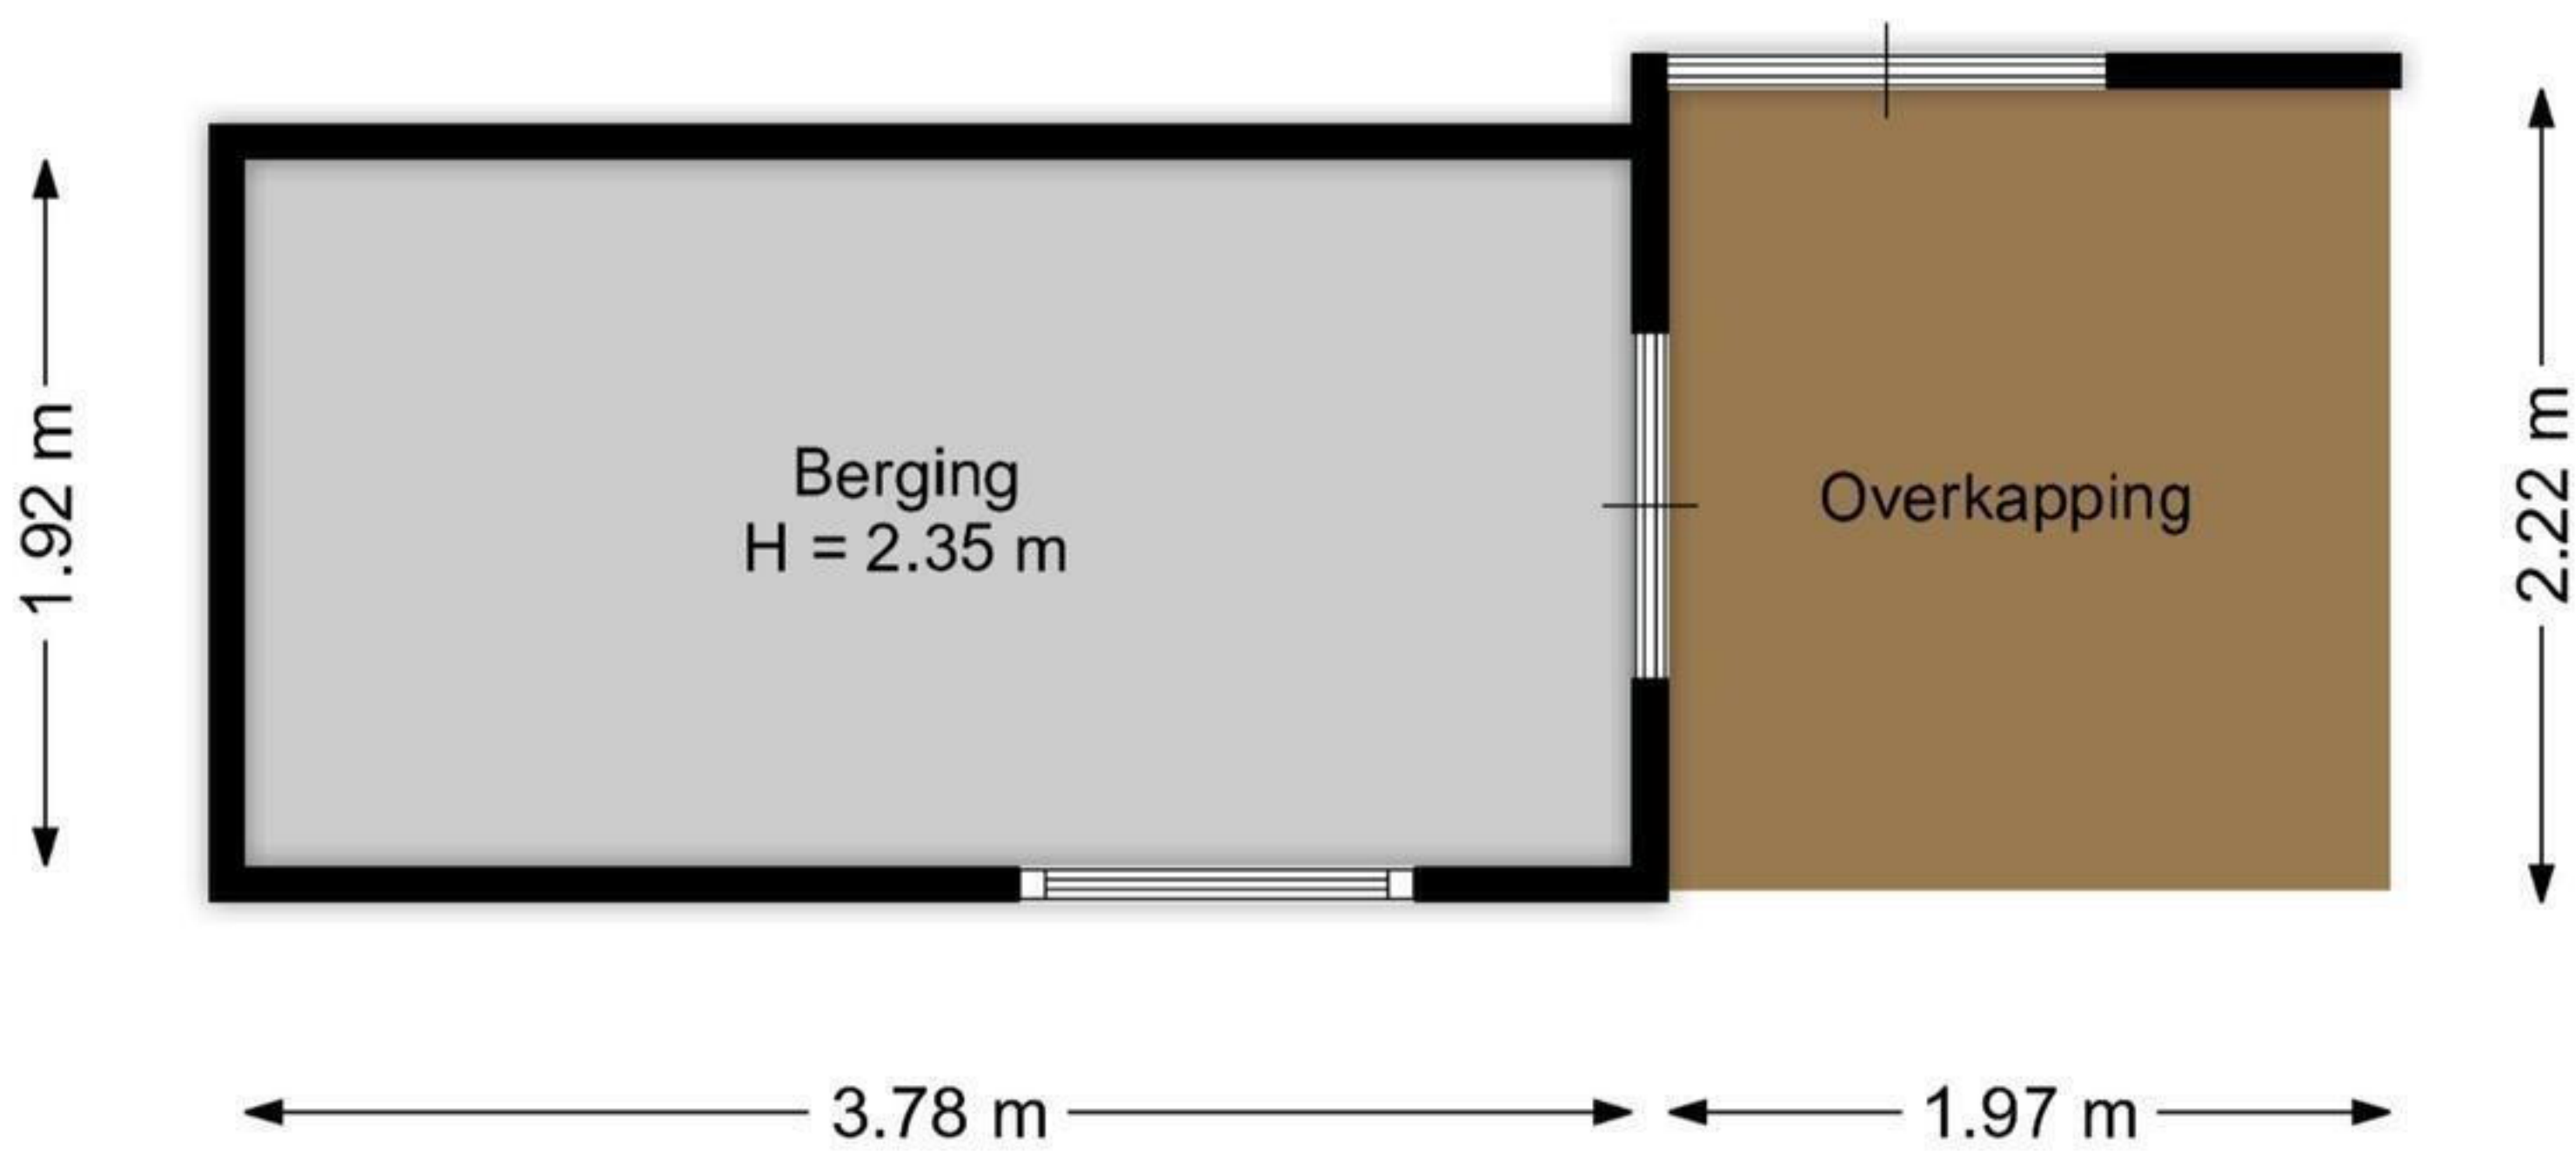 1.92 m
Berging
H = 2.35 m
Overkapping
2.22 m
3.78 m
1.97 m